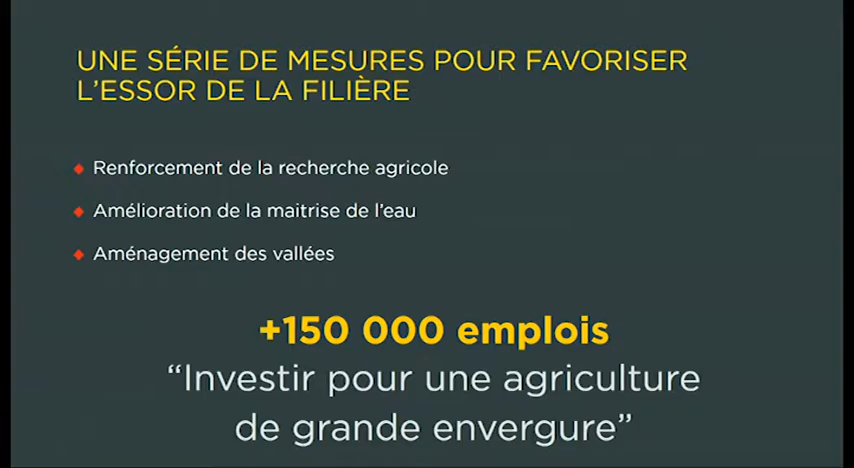 UNE SÉRIE DE MESURES POUR FAVORISER
L’ESSOR DE LA FILIÈRE
Renforcement de la recherche agricole
Amélioration de la maitrise de l’eau
Aménagement des vallées
+150 000 emplois
“Investir pour une agriculture
de grande envergure”